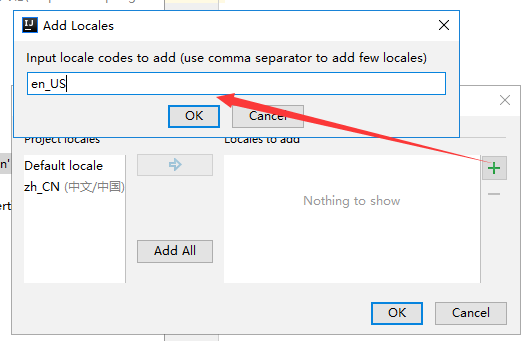 Add Locales
Input locale codes to add (use comma separator to add few locales)
en_US
OK
Cancel
Project locales
Locales to add
Default locale
zh_CN (中文/中国)
Nothing to show
Add All
OK
Cancel